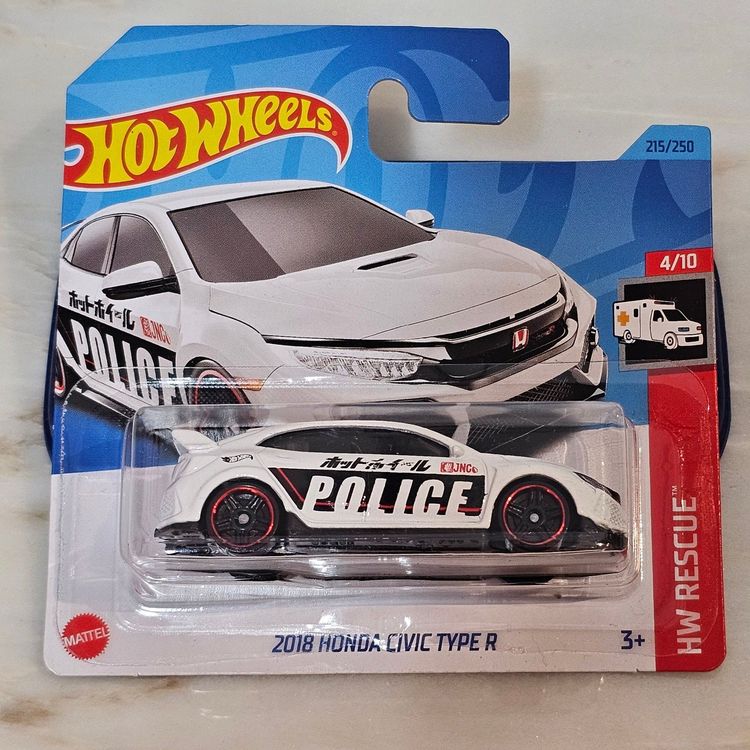 HOT WHEELS
215/250
4/10
ホットホイール
JNC
POLICE
ホットホイール
JNC
POLICE
HW RESCUE™
MATTEL
2018 HONDA CIVIC TYPE R
3+